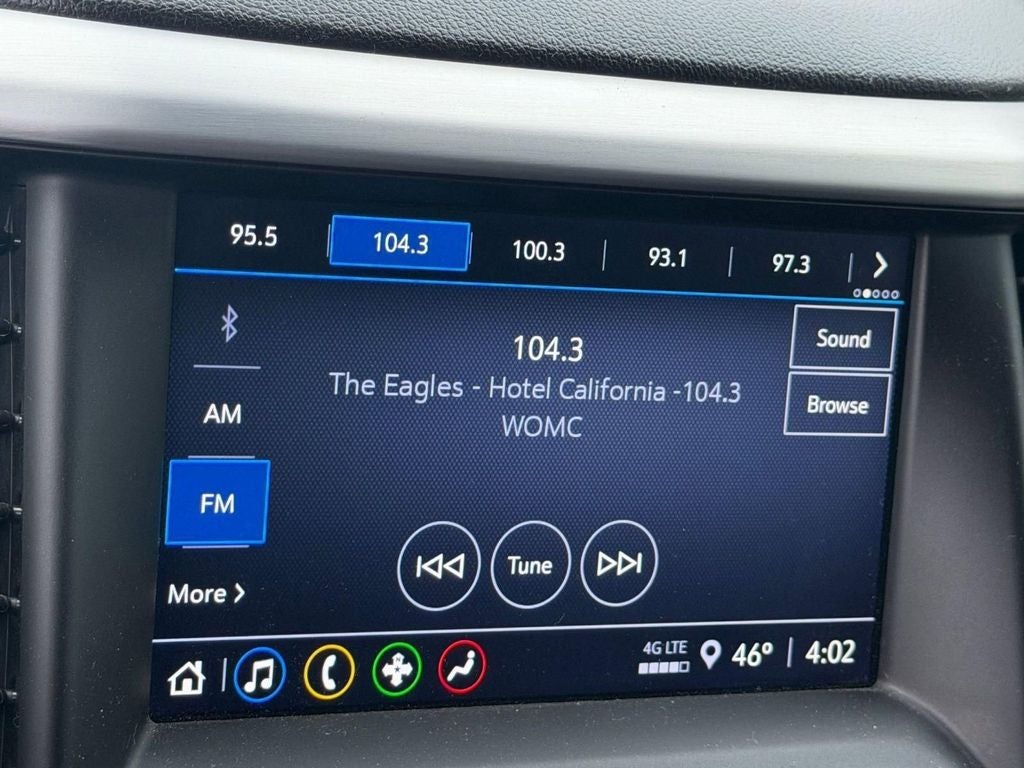 95.5 104.3 100.3 93.1 97.3
Sound
104.3
AM
The Eagles - Hotel California -104.3
WOMC
Browse
FM
Tune
More
4G LTE
46° 4:02